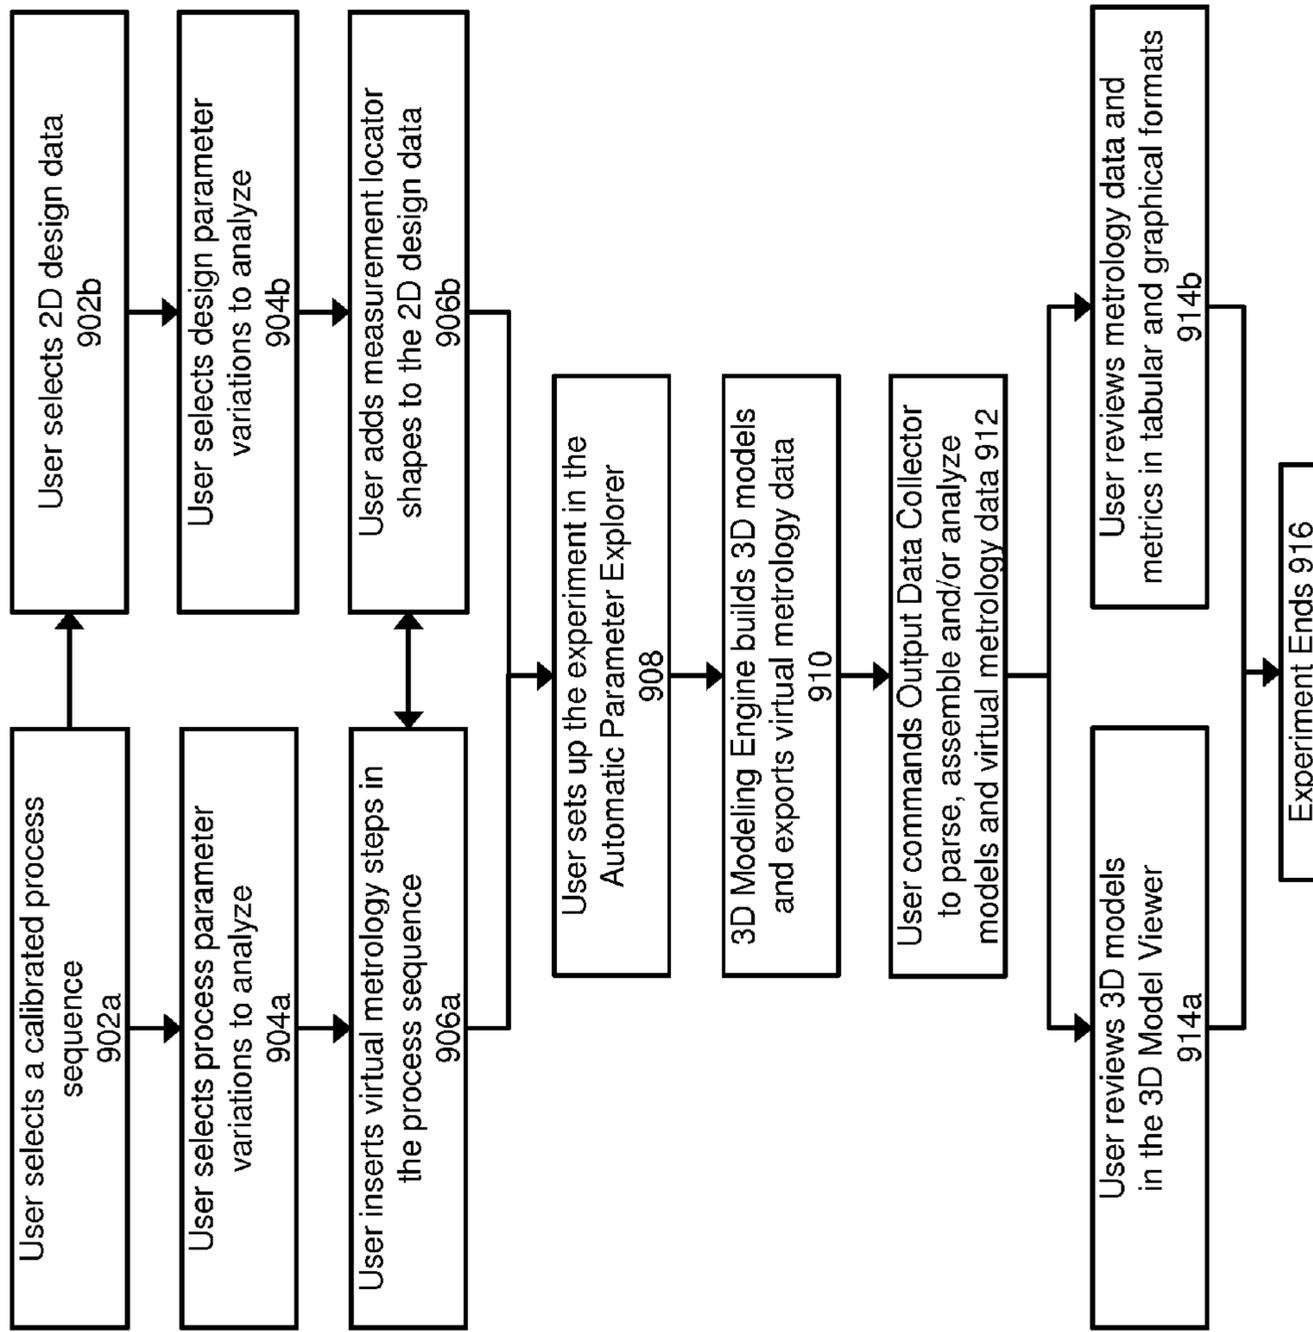 User selects a calibrated process
sequence
902a
User selects 2D design data
902b
User selects process parameter
variations to analyze
904a
User selects design parameter
variations to analyze
904b
User inserts virtual metrology steps in
the process sequence
906a
User adds measurement locator
shapes to the 2D design data
906b
User sets up the experiment in the
Automatic Parameter Explorer
908
3D Modeling Engine builds 3D models
and exports virtual metrology data
910
User commands Output Data Collector
to parse, assemble and/or analyze
models and virtual metrology data 912
User reviews 3D models
in the 3D Model Viewer
914a
User reviews metrology data and
metrics in tabular and graphical formats
914b
Experiment Ends 916